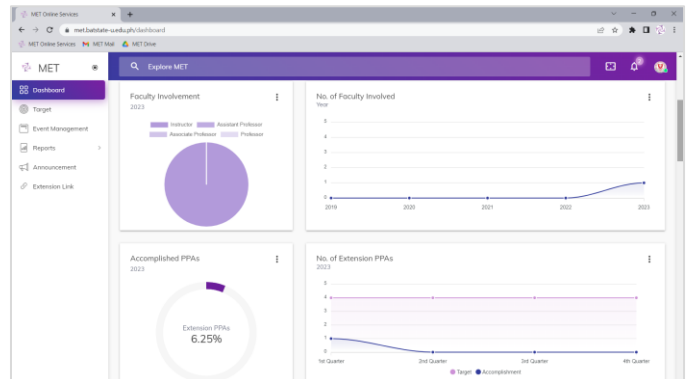 MET Online Services
met.batstate-u.edu.ph/dashboard
MET Online Services MET Mail MET Drive
MET
Explore MET
Dashboard
Target
Event Management
Reports
Announcement
Extension Link
Faculty Involvement
2023
Instructor Assistant Professor
Associate Professor Professor
No. of Faculty Involved
Year
5
4
3
2
1
0
2019 2020 2021 2022 2023
Accomplished PPAs
2023
Extension PPAs
6.25%
No. of Extension PPAs
2023
5
4
3
2
1
0
1st Quarter 2nd Quarter 3rd Quarter 4th Quarter
Target Accomplishment